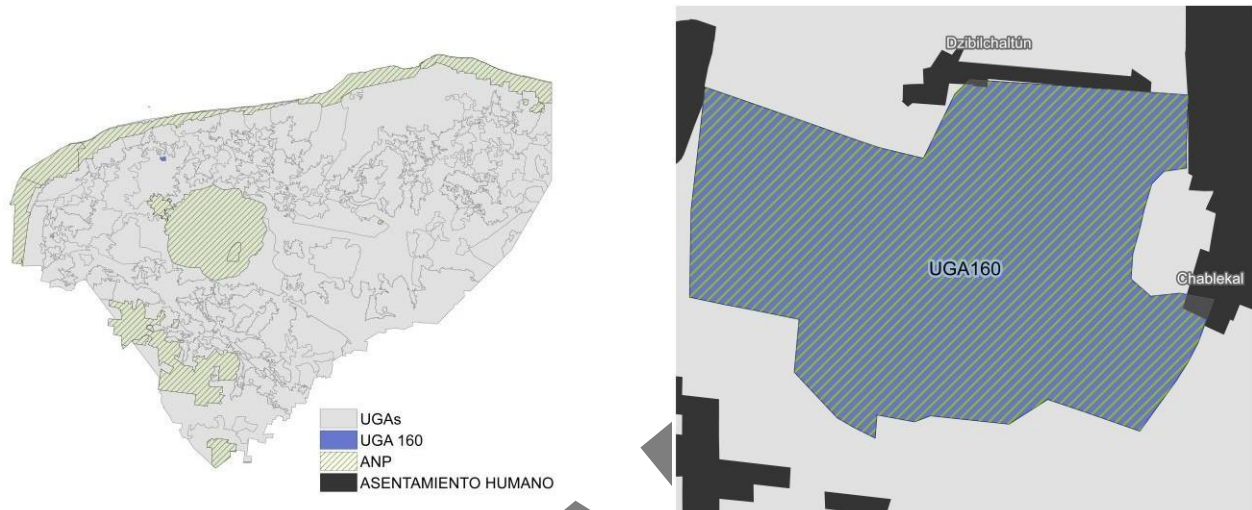 UGAs
UGA 160
ANP
ASENTAMIENTO HUMANO
Dzibilchaltún
UGA160
Chablekal